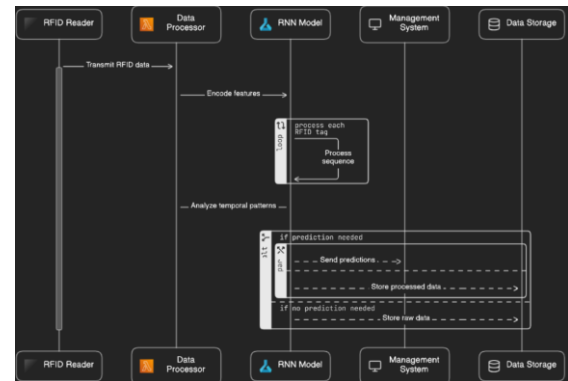 RFID Reader
Data
Processor
RNN Model
Management
System
Data Storage
Transmit RFID data
Encode features
loop
process each
RFID tag
Process
sequence
Analyze temporal patterns
alt
if prediction needed
par
Send predictions
Store processed data
if no prediction needed
Store raw data
RFID Reader
Data
Processor
RNN Model
Management
System
Data Storage